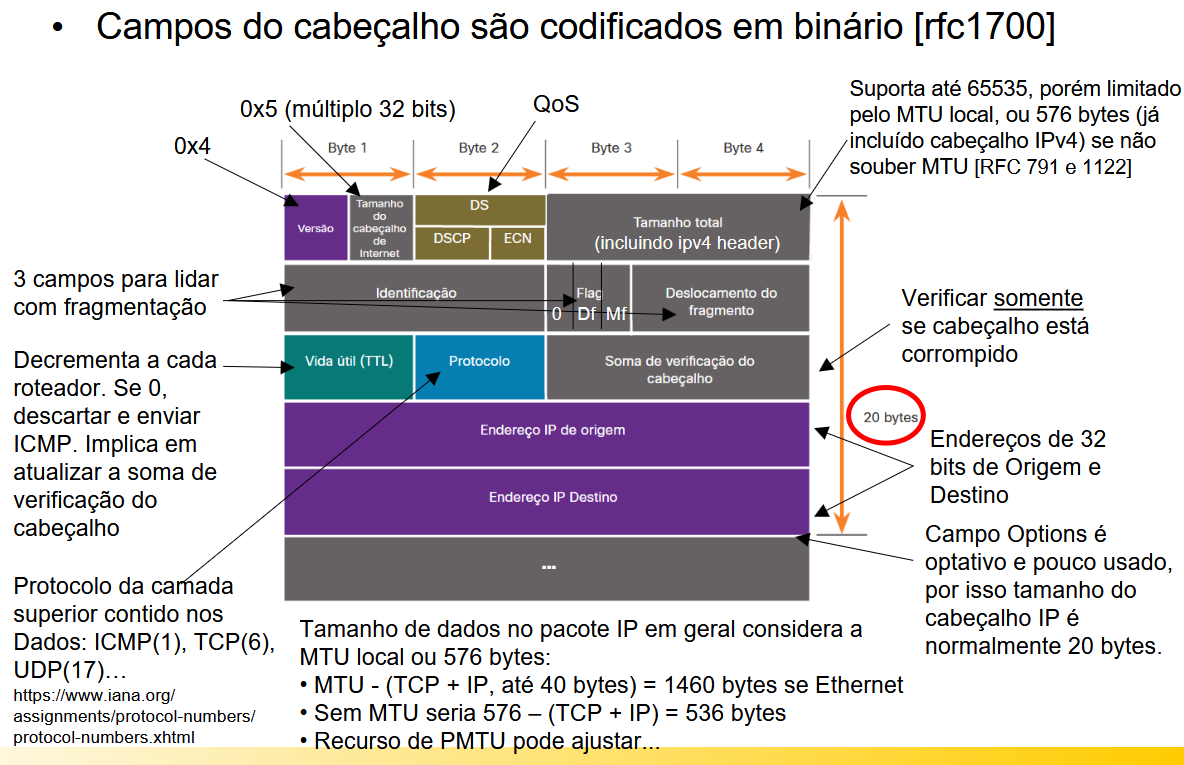 • Campos do cabeçalho são codificados em binário [rfc1700]
Suporta até 65535, porém limitado
pelo MTU local, ou 576 bytes (já
incluído cabeçalho IPv4) se não
souber MTU [RFC 791 e 1122]
0x5 (múltiplo 32 bits)
QoS
0x4
Byte 1
Byte 2
Byte 3
Byte 4
Versão
Tamanho
do
cabeçalho
de
Internet
DS
DSCP
ECN
Tamanho total
(incluindo ipv4 header)
3 campos para lidar
com fragmentação
Identificação
Flag
0 Df Mf
Deslocamento do
fragmento
Verificar somente
se cabeçalho está
corrompido
Decrementa a cada
roteador. Se 0,
descartar e enviar
ICMP. Implica em
atualizar a soma de
verificação do
cabeçalho
Vida útil (TTL)
Protocolo
Soma de verificação do
cabeçalho
20 bytes
Endereço IP de origem
Endereços de 32
bits de Origem e
Destino
Endereço IP Destino
Campo Options é
optativo e pouco usado,
por isso tamanho do
cabeçalho IP é
normalmente 20 bytes.
...
Protocolo da camada
superior contido nos
Dados: ICMP(1), TCP(6),
UDP(17)…
https://www.iana.org/
assignments/protocol-numbers/
protocol-numbers.xhtml
Tamanho de dados no pacote IP em geral considera a
MTU local ou 576 bytes:
• MTU - (TCP + IP, até 40 bytes) = 1460 bytes se Ethernet
• Sem MTU seria 576 – (TCP + IP) = 536 bytes
• Recurso de PMTU pode ajustar...